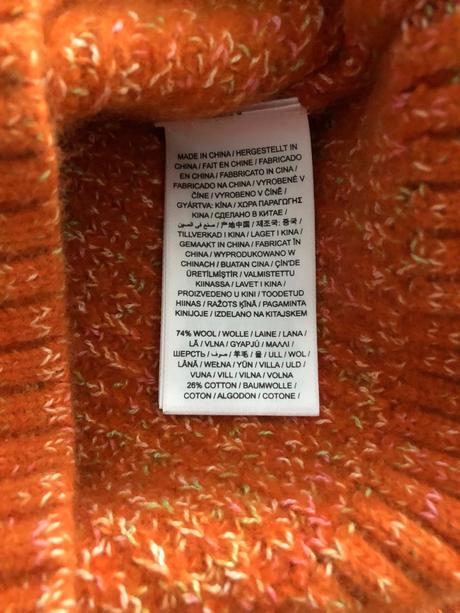 MADE IN CHINA / HERGESTELLT IN
CHINA / FAIT EN CHINE / FABRICADO
EN CHINA / FABBRICATO IN CINA /
FABRICADO NA CHINA / VYROBENÉ V
ČÍNE / VYROBENO V ČÍNĚ /
GYÁRTVA: KÍNA / ΧΩΡΑ ΠΑΡΑΓΩΓΗΣ
ΚΙΝΑ / СДЕЛАНО В КИТАЕ /
صنع في الصين / 产地中国 / 제조국: 중국 /
TILLVERKAD I KINA / LAGET I KINA /
GEMAAKT IN CHINA / FABRICAT ÎN
CHINA / WYPRODUKOWANO W
CHINACH / BUATAN CINA / ÇİN'DE
ÜRETİLMİŞTİR / VALMISTETTU
KIINASSA / LAVET I KINA /
PROIZVEDENO U KINI / TOODETUD
HIINAS / RAŽOTS ĶĪNĀ / PAGAMINTA
KINIJOJE / IZDELANO NA KITAJSKEM
74% WOOL / WOLLE / LAINE / LANA /
LÃ / VLNA / GYAPJÚ / ΜΑΛΛΙ /
ШЕРСТЬ / صوف / 羊毛 / 울 / ULL / WOL /
LÂNĂ / WEŁNA / YÜN / VILLA / ULD /
VUNA / VILL / VILNA / VOLNA
26% COTTON / BAUMWOLLE /
COTON / ALGODON / COTONE /